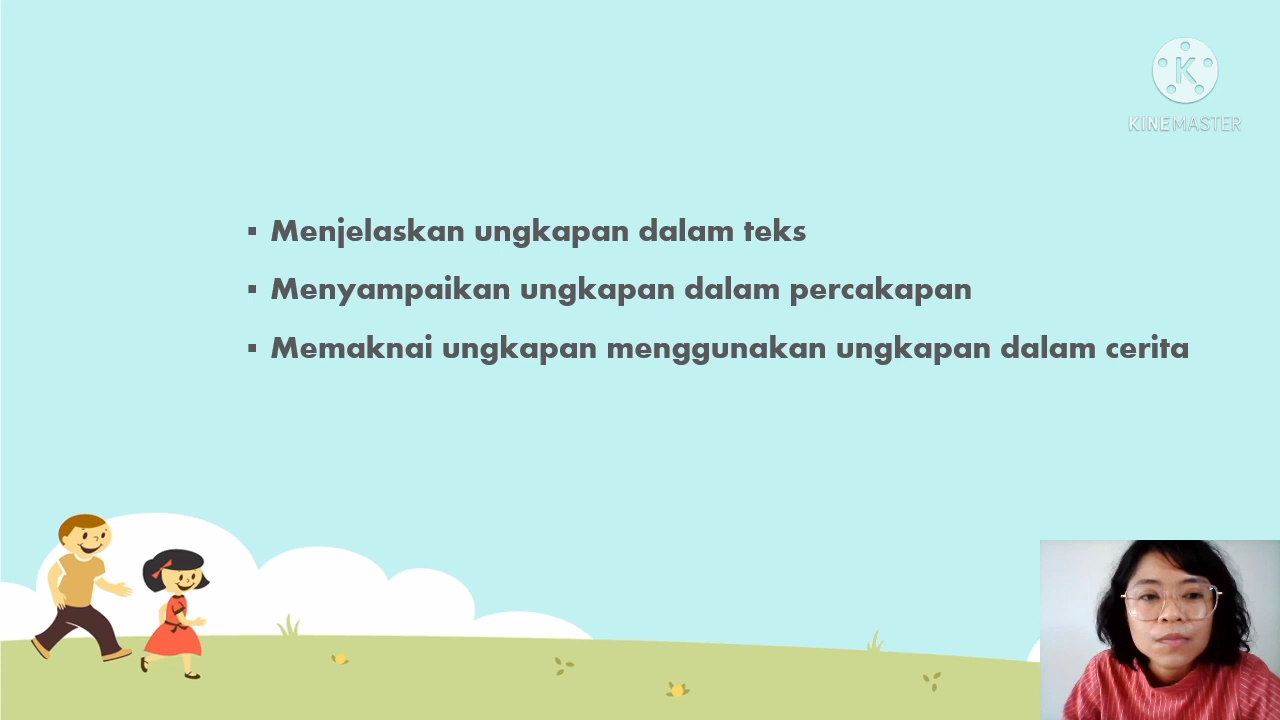 K
KINEMASTER
▪ Menjelaskan ungkapan dalam teks
▪ Menyampaikan ungkapan dalam percakapan
▪ Memaknai ungkapan menggunakan ungkapan dalam cerita